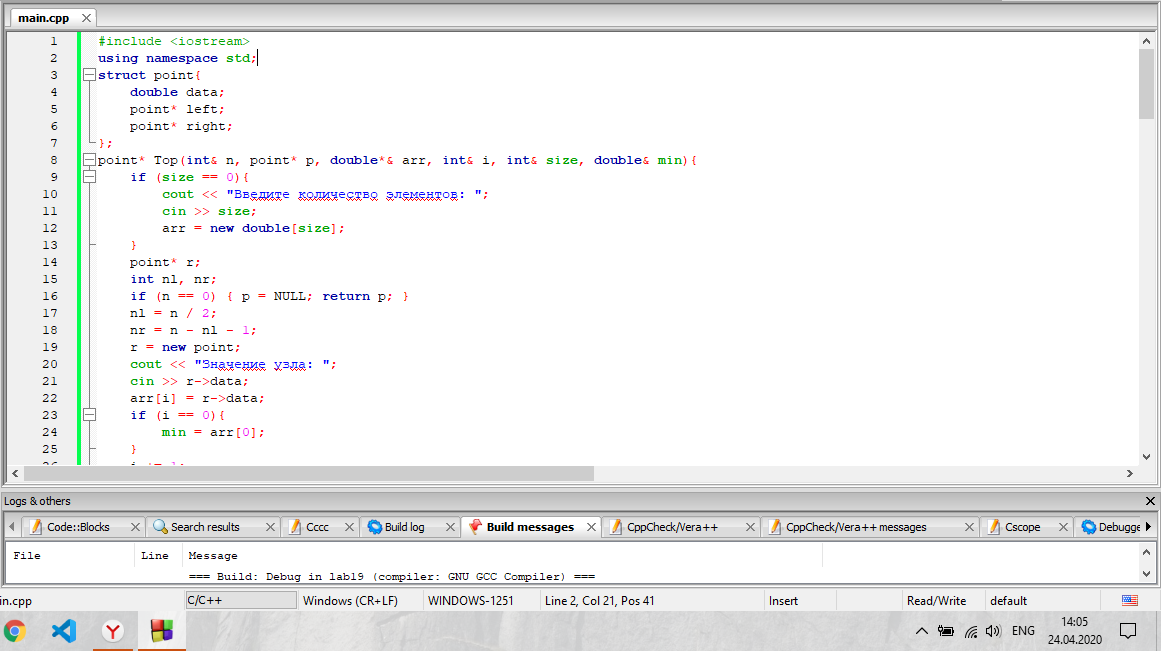 main.cpp
1 #include <iostream>
2 using namespace std;
3 struct point{
4 double data;
5 point* left;
6 point* right;
7 };
8 point* Top(int& n, point* p, double*& arr, int& i, int& size, double& min){
9 if (size == 0){
10 cout << "Введите количество элементов: ";
11 cin >> size;
12 arr = new double[size];
13 }
14 point* r;
15 int nl, nr;
16 if (n == 0) { p = NULL; return p; }
17 nl = n / 2;
18 nr = n - nl - 1;
19 r = new point;
20 cout << "Значение узла: ";
21 cin >> r->data;
22 arr[i] = r->data;
23 if (i == 0){
24 min = arr[0];
25 }
Logs & others
Code::Blocks Search results Cccc Build log Build messages CppCheck/Vera++ CppCheck/Vera++ messages Cscope Debugge
File Line Message
=== Build: Debug in lab19 (compiler: GNU GCC Compiler) ===
in.cpp C/C++ Windows (CR+LF) WINDOWS-1251 Line 2, Col 21, Pos 41 Insert Read/Write default
ENG 14:05
24.04.2020